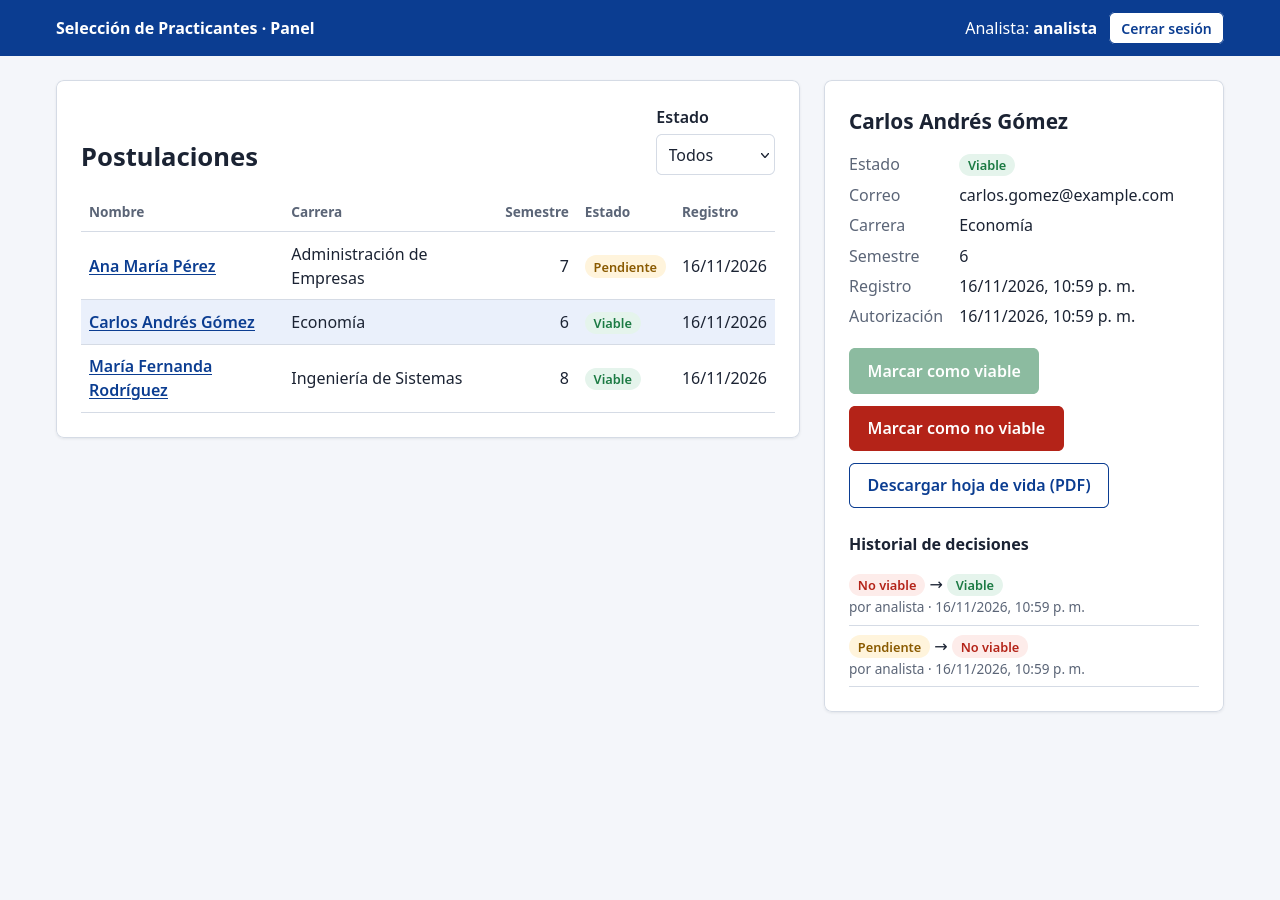 Selección de Practicantes · Panel
Analista: analista
Cerrar sesión
Postulaciones
Estado
Todos
Nombre Carrera Semestre Estado Registro
Ana María Pérez Administración de Empresas 7 Pendiente 16/11/2026
Carlos Andrés Gómez Economía 6 Viable 16/11/2026
María Fernanda Rodríguez Ingeniería de Sistemas 8 Viable 16/11/2026
Carlos Andrés Gómez
Estado Viable
Correo carlos.gomez@example.com
Carrera Economía
Semestre 6
Registro 16/11/2026, 10:59 p. m.
Autorización 16/11/2026, 10:59 p. m.
Marcar como viable
Marcar como no viable
Descargar hoja de vida (PDF)
Historial de decisiones
No viable → Viable
por analista · 16/11/2026, 10:59 p. m.
Pendiente → No viable
por analista · 16/11/2026, 10:59 p. m.